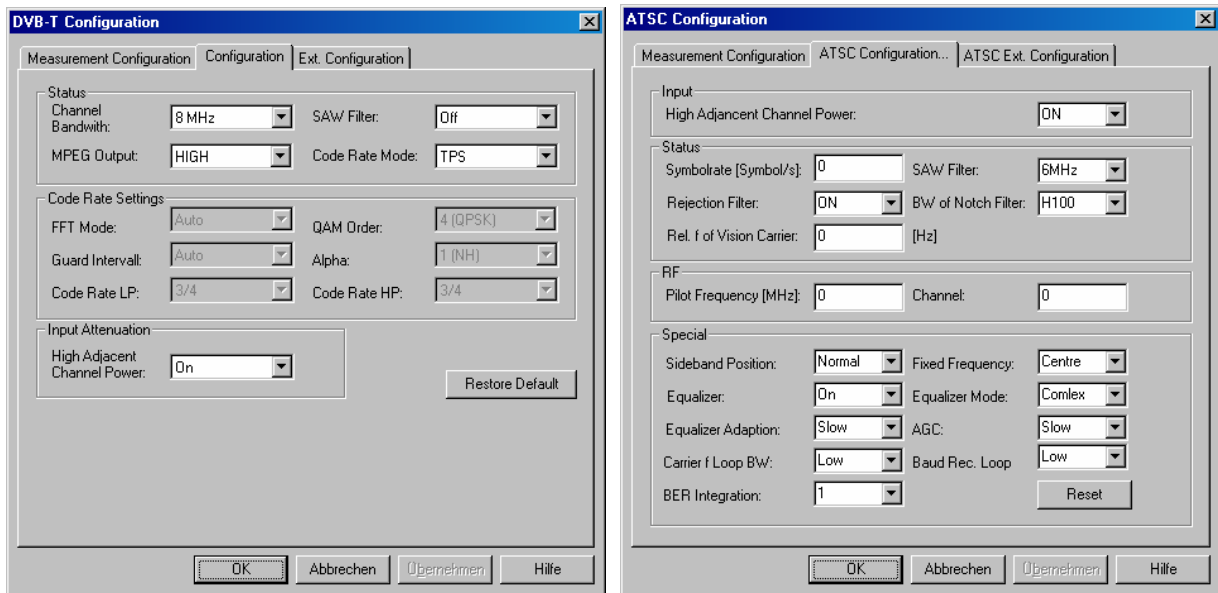 DVB-T Configuration
Measurement Configuration Configuration Ext. Configuration
Status
Channel Bandwith: 8 MHz SAW Filter: Off
MPEG Output: HIGH Code Rate Mode: TPS
Code Rate Settings
FFT Mode: Auto QAM Order: 4 (QPSK)
Guard Intervall: Auto Alpha: 1 (NH)
Code Rate LP: 3/4 Code Rate HP: 3/4
Input Attenuation
High Adjacent Channel Power: On
Restore Default
OK Abbrechen Übernehmen Hilfe
ATSC Configuration
Measurement Configuration ATSC Configuration... ATSC Ext. Configuration
Input
High Adjancent Channel Power: ON
Status
Symbolrate [Symbol/s]: 0 SAW Filter: 6MHz
Rejection Filter: ON BW of Notch Filter: H100
Rel. f of Vision Carrier: 0 [Hz]
RF
Pilot Frequency [MHz]: 0 Channel: 0
Special
Sideband Position: Normal Fixed Frequency: Centre
Equalizer: On Equalizer Mode: Comlex
Equalizer Adaption: Slow AGC: Slow
Carrier f Loop BW: Low Baud Rec. Loop Low
BER Integration: 1 Reset
OK Abbrechen Übernehmen Hilfe